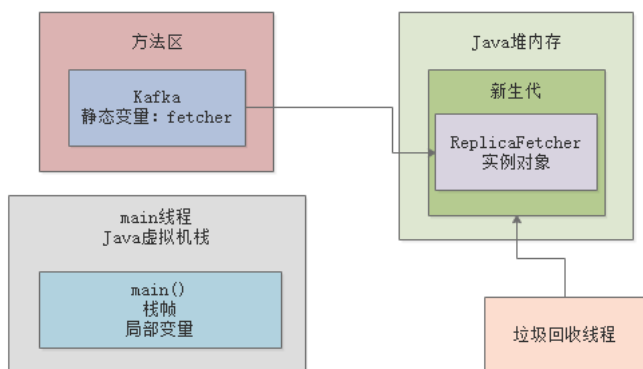 方法区
Kafka
静态变量：fetcher
Java堆内存
新生代
ReplicaFetcher
实例对象
main线程
Java虚拟机栈
main()
栈帧
局部变量
垃圾回收线程